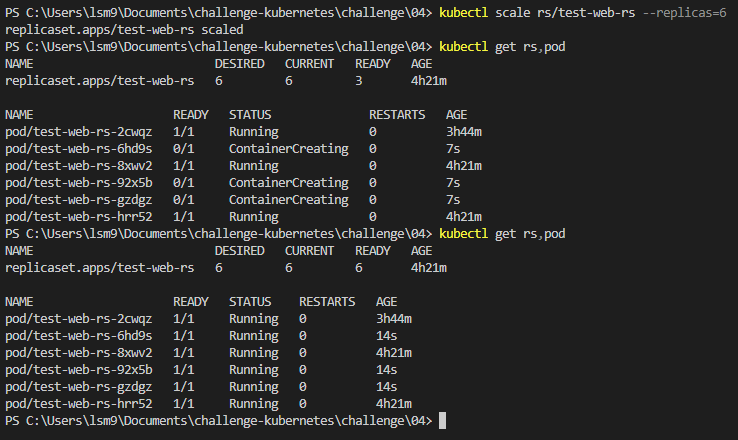 PS C:\Users\lsm9\Documents\challenge-kubernetes\challenge\04> kubectl scale rs/test-web-rs --replicas=6
replicaset.apps/test-web-rs scaled
PS C:\Users\lsm9\Documents\challenge-kubernetes\challenge\04> kubectl get rs,pod
NAME                          DESIRED   CURRENT   READY   AGE
replicaset.apps/test-web-rs   6         6         3       4h21m

NAME                    READY   STATUS              RESTARTS   AGE
pod/test-web-rs-2cwqz   1/1     Running             0          3h44m
pod/test-web-rs-6hd9s   0/1     ContainerCreating   0          7s
pod/test-web-rs-8xwv2   1/1     Running             0          4h21m
pod/test-web-rs-92x5b   0/1     ContainerCreating   0          7s
pod/test-web-rs-gzdgz   0/1     ContainerCreating   0          7s
pod/test-web-rs-hrr52   1/1     Running             0          4h21m
PS C:\Users\lsm9\Documents\challenge-kubernetes\challenge\04> kubectl get rs,pod
NAME                          DESIRED   CURRENT   READY   AGE
replicaset.apps/test-web-rs   6         6         6       4h21m

NAME                    READY   STATUS    RESTARTS   AGE
pod/test-web-rs-2cwqz   1/1     Running   0          3h44m
pod/test-web-rs-6hd9s   1/1     Running   0          14s
pod/test-web-rs-8xwv2   1/1     Running   0          4h21m
pod/test-web-rs-92x5b   1/1     Running   0          14s
pod/test-web-rs-gzdgz   1/1     Running   0          14s
pod/test-web-rs-hrr52   1/1     Running   0          4h21m
PS C:\Users\lsm9\Documents\challenge-kubernetes\challenge\04>